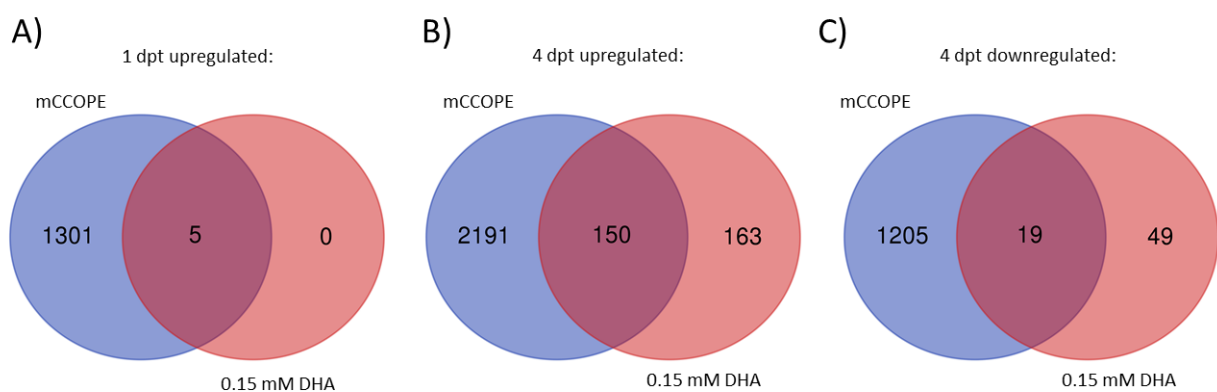 A)
1 dpt upregulated:
mCCOPE
1301
5
0
0.15 mM DHA
B)
4 dpt upregulated:
mCCOPE
2191
150
163
0.15 mM DHA
C)
4 dpt downregulated:
mCCOPE
1205
19
49
0.15 mM DHA